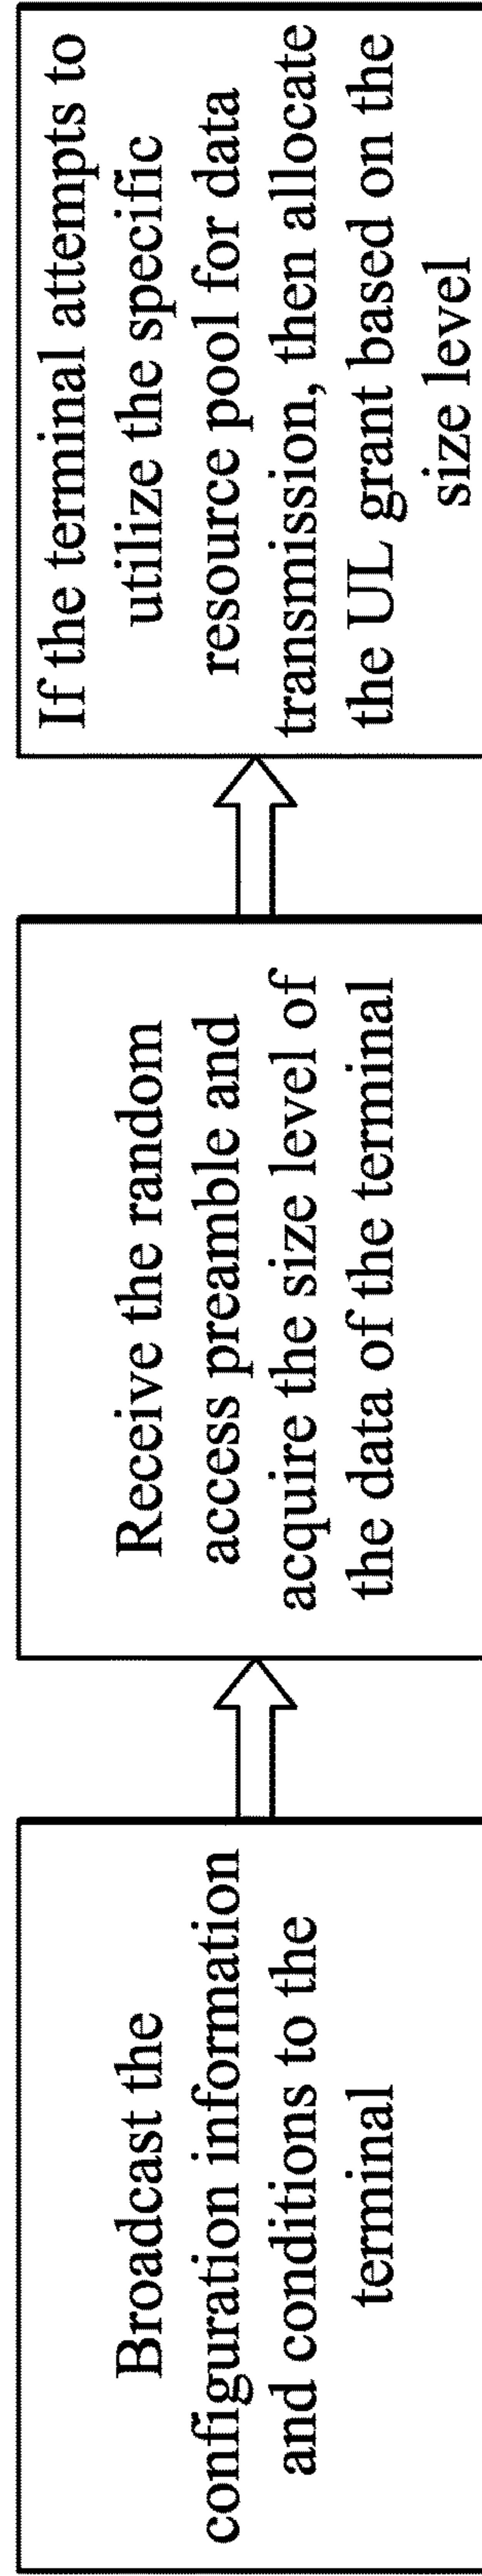 Broadcast the
configuration information
and conditions to the
terminal
Receive the random
access preamble and
acquire the size level of
the data of the terminal
If the terminal attempts to
utilize the specific
resource pool for data
transmission, then allocate
the UL grant based on the
size level